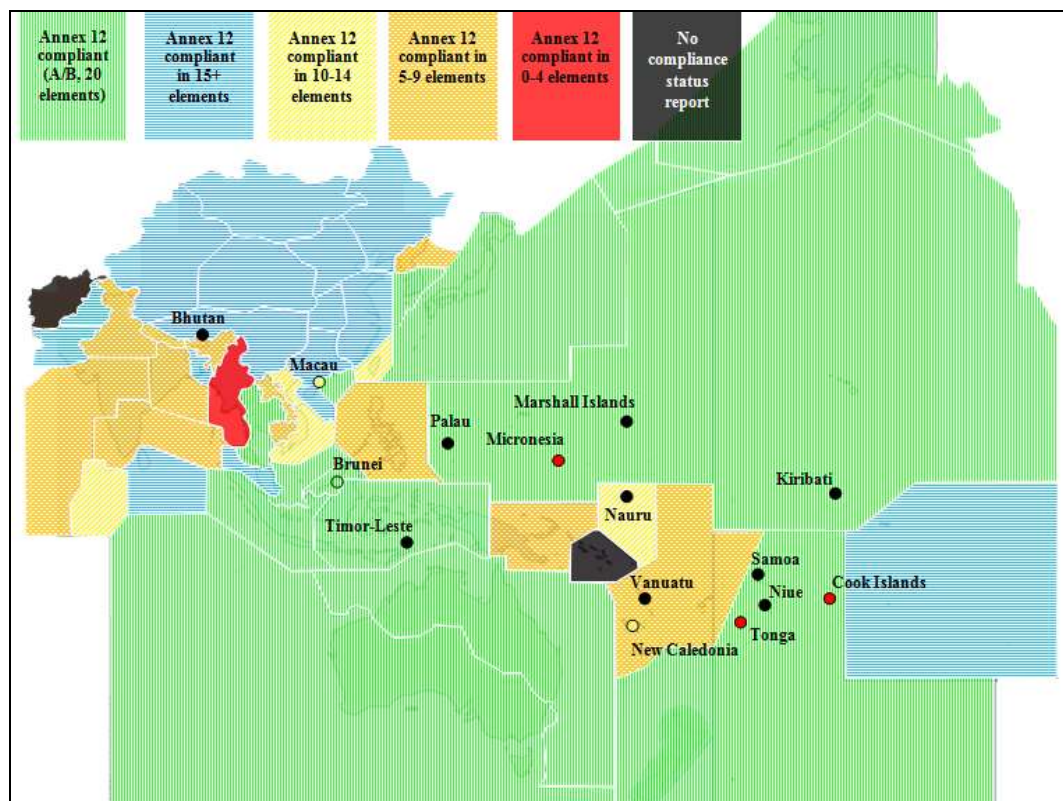 Annex 12
compliant
(A/B, 20
elements)
Annex 12
compliant
in 15+
elements
Annex 12
compliant
in 10-14
elements
Annex 12
compliant in
5-9 elements
Annex 12
compliant in
0-4 elements
No
compliance
status
report
Bhutan
Macau
Marshall Islands
Palau
Micronesia
Brunei
Kiribati
Nauru
Timor-Leste
Samoa
Vanuatu
Niue
Cook Islands
Tonga
New Caledonia